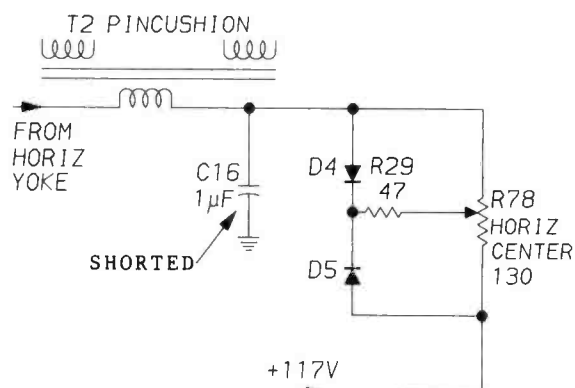 T2 PINCUSHION
FROM
HORIZ
YOKE
C16
1μF
SHORTED
D4
R29
47
R78
HORIZ
CENTER
130
D5
+117V